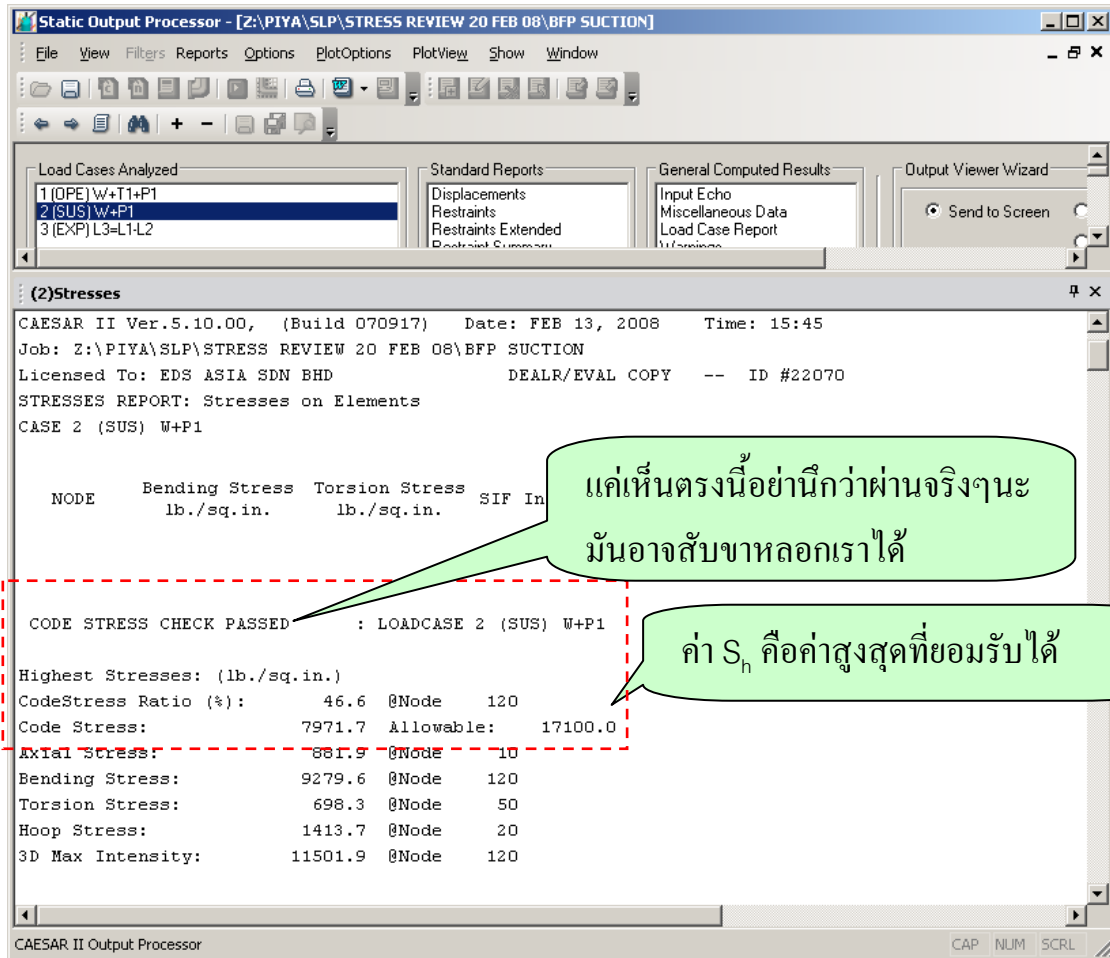 Static Output Processor - [Z:\PIYA\SLP\STRESS REVIEW 20 FEB 08\BFP SUCTION]
File View Filters Reports Options PlotOptions PlotView Show Window
Load Cases Analyzed
1 (OPE) W+T1+P1
2 (SUS) W+P1
3 (EXP) L3=L1-L2
Standard Reports
Displacements
Restraints
Restraints Extended
Restraint Summary
General Computed Results
Input Echo
Miscellaneous Data
Load Case Report
Warnings
Output Viewer Wizard
Send to Screen
(2)Stresses
CAESAR II Ver.5.10.00, (Build 070917) Date: FEB 13, 2008 Time: 15:45
Job: Z:\PIYA\SLP\STRESS REVIEW 20 FEB 08\BFP SUCTION
Licensed To: EDS ASIA SDN BHD DEALR/EVAL COPY -- ID #22070
STRESSES REPORT: Stresses on Elements
CASE 2 (SUS) W+P1
NODE Bending Stress Torsion Stress SIF In
lb./sq.in. lb./sq.in.
แค่เห็นตรงนี้อย่านึกว่าผ่านจริงๆนะ
มันอาจสับขาหลอกเราได้
CODE STRESS CHECK PASSED : LOADCASE 2 (SUS) W+P1
ค่า Sh คือค่าสูงสุดที่ยอมรับได้
Highest Stresses: (lb./sq.in.)
CodeStress Ratio (%): 46.6 @Node 120
Code Stress: 7971.7 Allowable: 17100.0
Axial Stress: 881.9 @Node 10
Bending Stress: 9279.6 @Node 120
Torsion Stress: 698.3 @Node 50
Hoop Stress: 1413.7 @Node 20
3D Max Intensity: 11501.9 @Node 120
CAESAR II Output Processor
CAP NUM SCRL